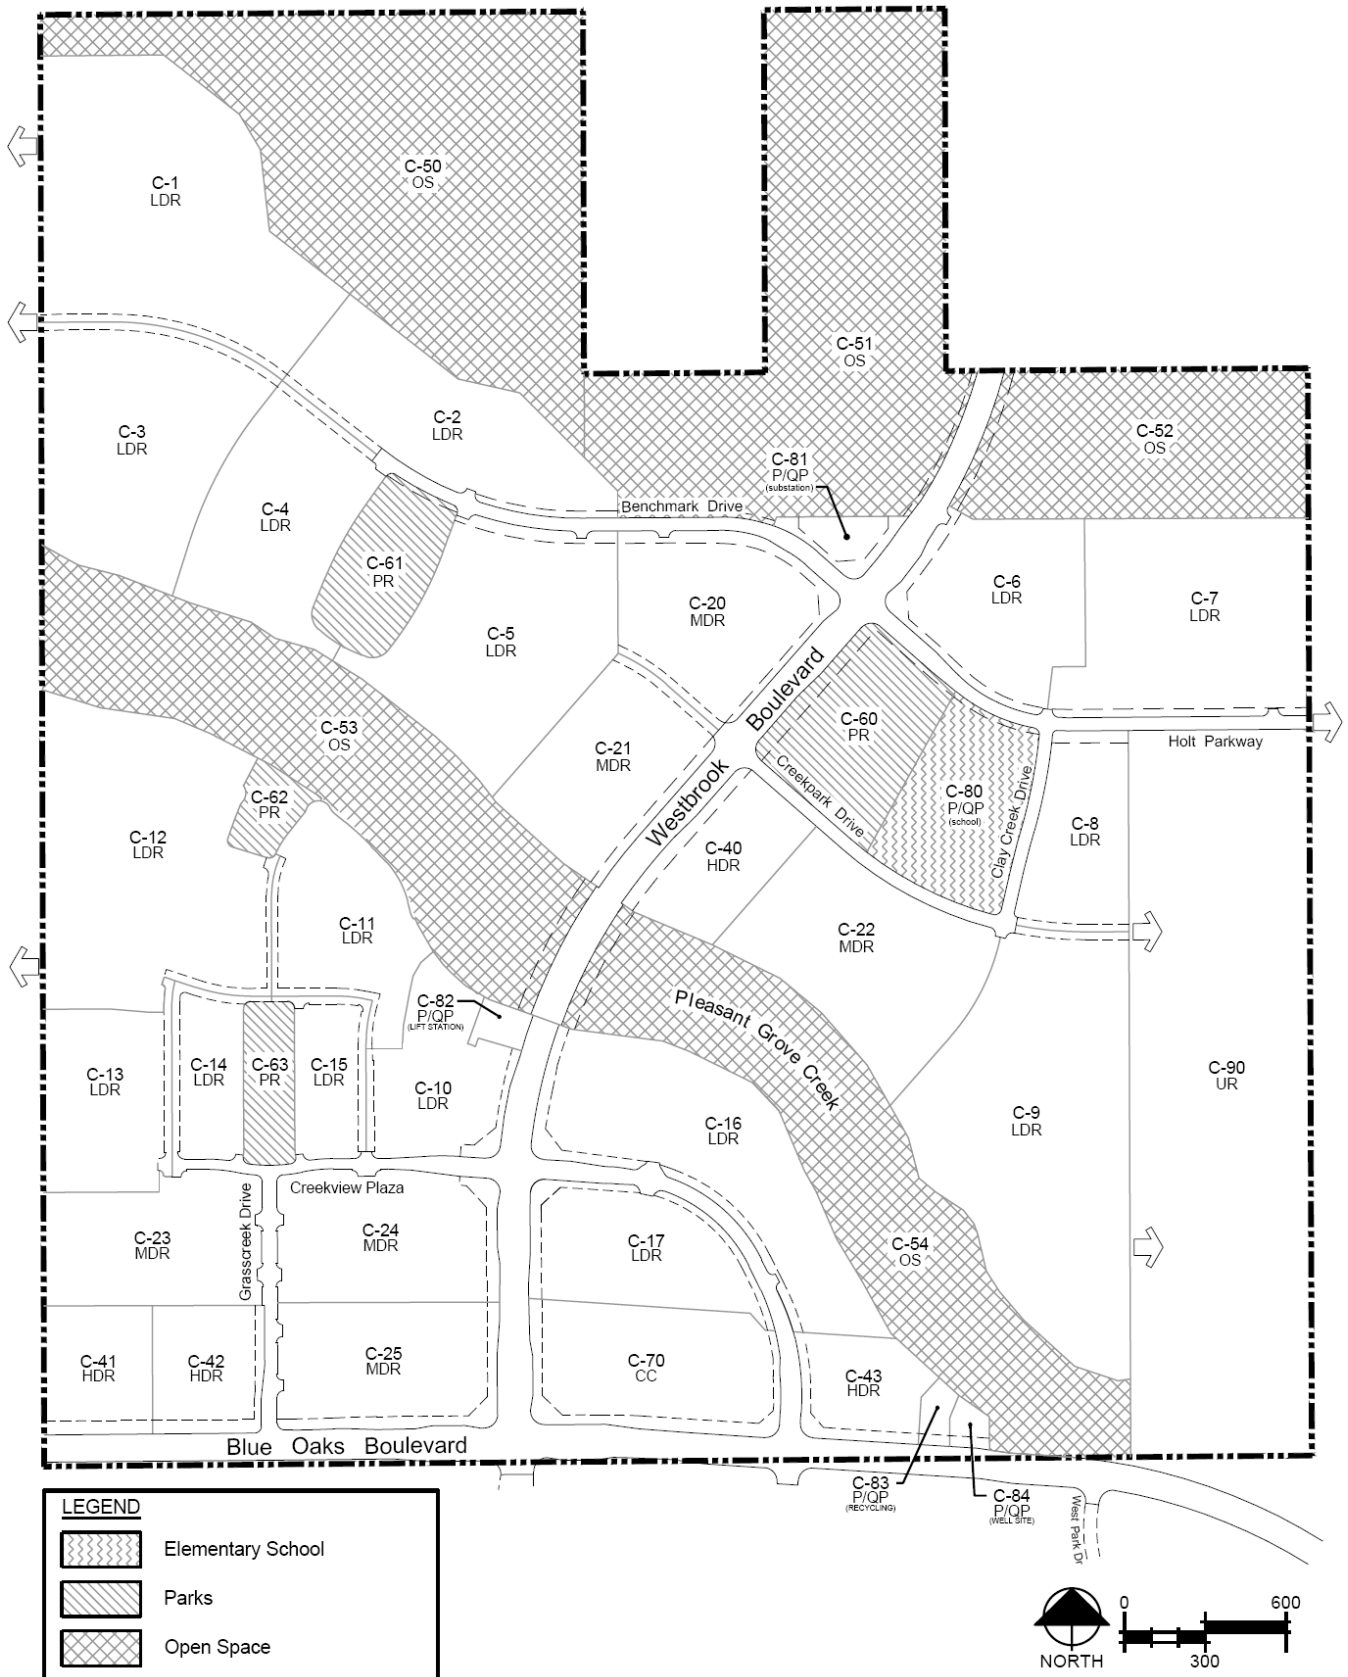 C-50
OS
C-1
LDR
C-51
OS
C-2
LDR
C-3
LDR
C-52
OS
C-81
P/QP
(substation)
Benchmark Drive
C-4
LDR
C-61
PR
C-20
MDR
C-6
LDR
C-7
LDR
C-5
LDR
Westbrook Boulevard
C-60
PR
C-53
OS
C-21
MDR
Holt Parkway
Creekpark Drive
C-80
P/QP
(school)
Clay Creek Drive
C-62
PR
C-12
LDR
C-40
HDR
C-8
LDR
C-11
LDR
C-22
MDR
C-82
P/QP
(LIFT STATION)
Pleasant Grove Creek
C-13
LDR
C-14
LDR
C-63
PR
C-15
LDR
C-10
LDR
C-90
UR
C-16
LDR
C-9
LDR
Creekview Plaza
Grasscreek Drive
C-23
MDR
C-24
MDR
C-17
LDR
C-54
OS
C-41
HDR
C-42
HDR
C-25
MDR
C-70
CC
C-43
HDR
Blue Oaks Boulevard
C-83
P/QP
(RECYCLING)
C-84
P/QP
(WELL SITE)
West Park Dr
LEGEND
Elementary School
Parks
Open Space
NORTH
0
600
300